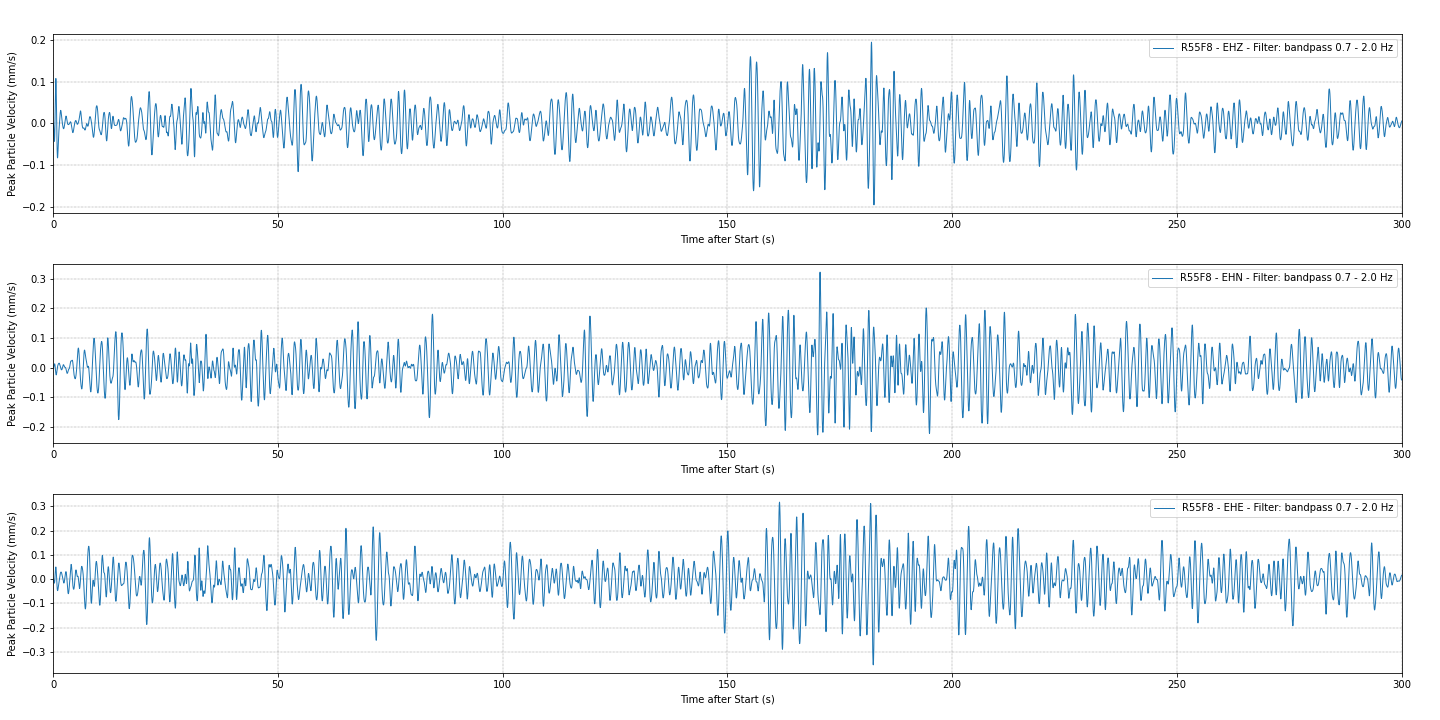 R55F8 - EHZ - Filter: bandpass 0.7 - 2.0 Hz
Peak Particle Velocity (mm/s)
0.2
0.1
0.0
−0.1
−0.2
0 50 100 150 200 250 300
Time after Start (s)
R55F8 - EHN - Filter: bandpass 0.7 - 2.0 Hz
Peak Particle Velocity (mm/s)
0.3
0.2
0.1
0.0
−0.1
−0.2
0 50 100 150 200 250 300
Time after Start (s)
R55F8 - EHE - Filter: bandpass 0.7 - 2.0 Hz
Peak Particle Velocity (mm/s)
0.3
0.2
0.1
0.0
−0.1
−0.2
−0.3
0 50 100 150 200 250 300
Time after Start (s)